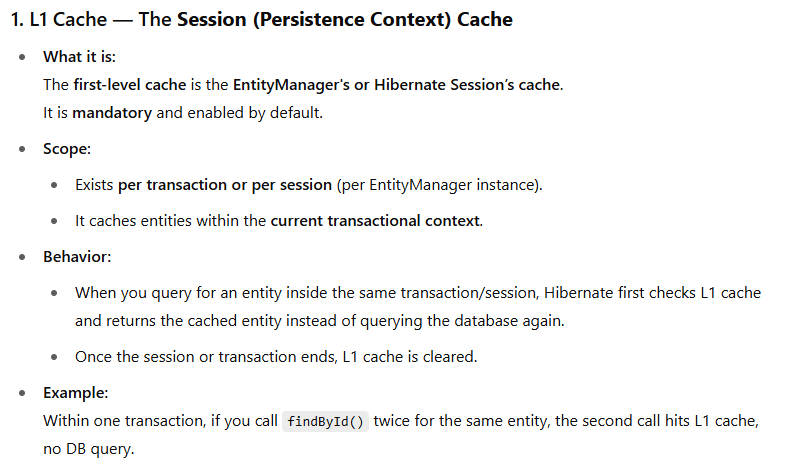 1. L1 Cache — The Session (Persistence Context) Cache
• What it is:
The first-level cache is the EntityManager's or Hibernate Session’s cache.
It is mandatory and enabled by default.
• Scope:
• Exists per transaction or per session (per EntityManager instance).
• It caches entities within the current transactional context.
• Behavior:
• When you query for an entity inside the same transaction/session, Hibernate first checks L1 cache
and returns the cached entity instead of querying the database again.
• Once the session or transaction ends, L1 cache is cleared.
• Example:
Within one transaction, if you call findById() twice for the same entity, the second call hits L1 cache,
no DB query.